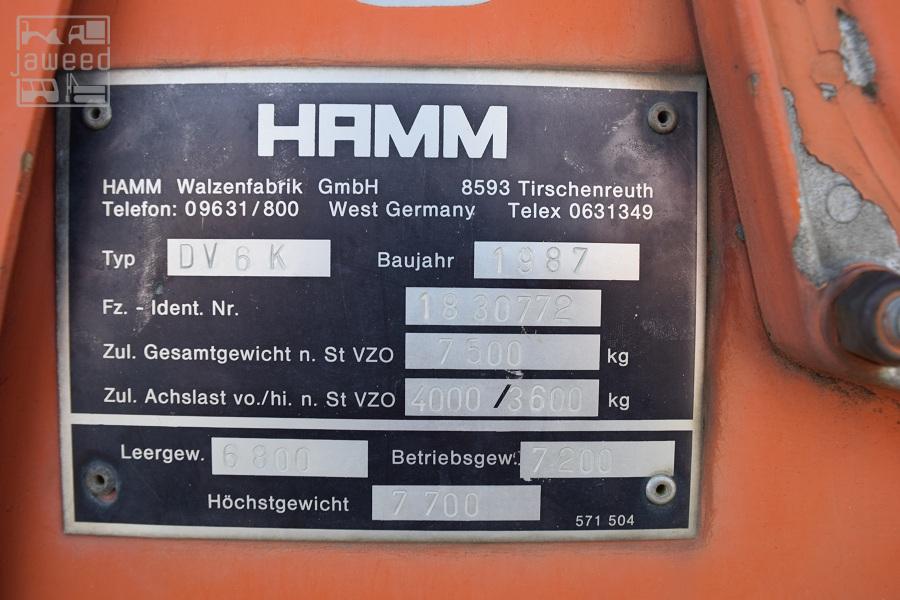 jaweed
HAMM
HAMM Walzenfabrik GmbH 8593 Tirschenreuth
Telefon: 09631/800 West Germany Telex 0631349
Typ DV 6 K Baujahr 1987
Fz. - Ident. Nr. 1830772
Zul. Gesamtgewicht n. St VZO 7 500 kg
Zul. Achslast vo./hi. n. St VZO 4000 / 3600 kg
Leergew. 6 800 Betriebsgew. 7 200
Höchstgewicht 7 700
571 504